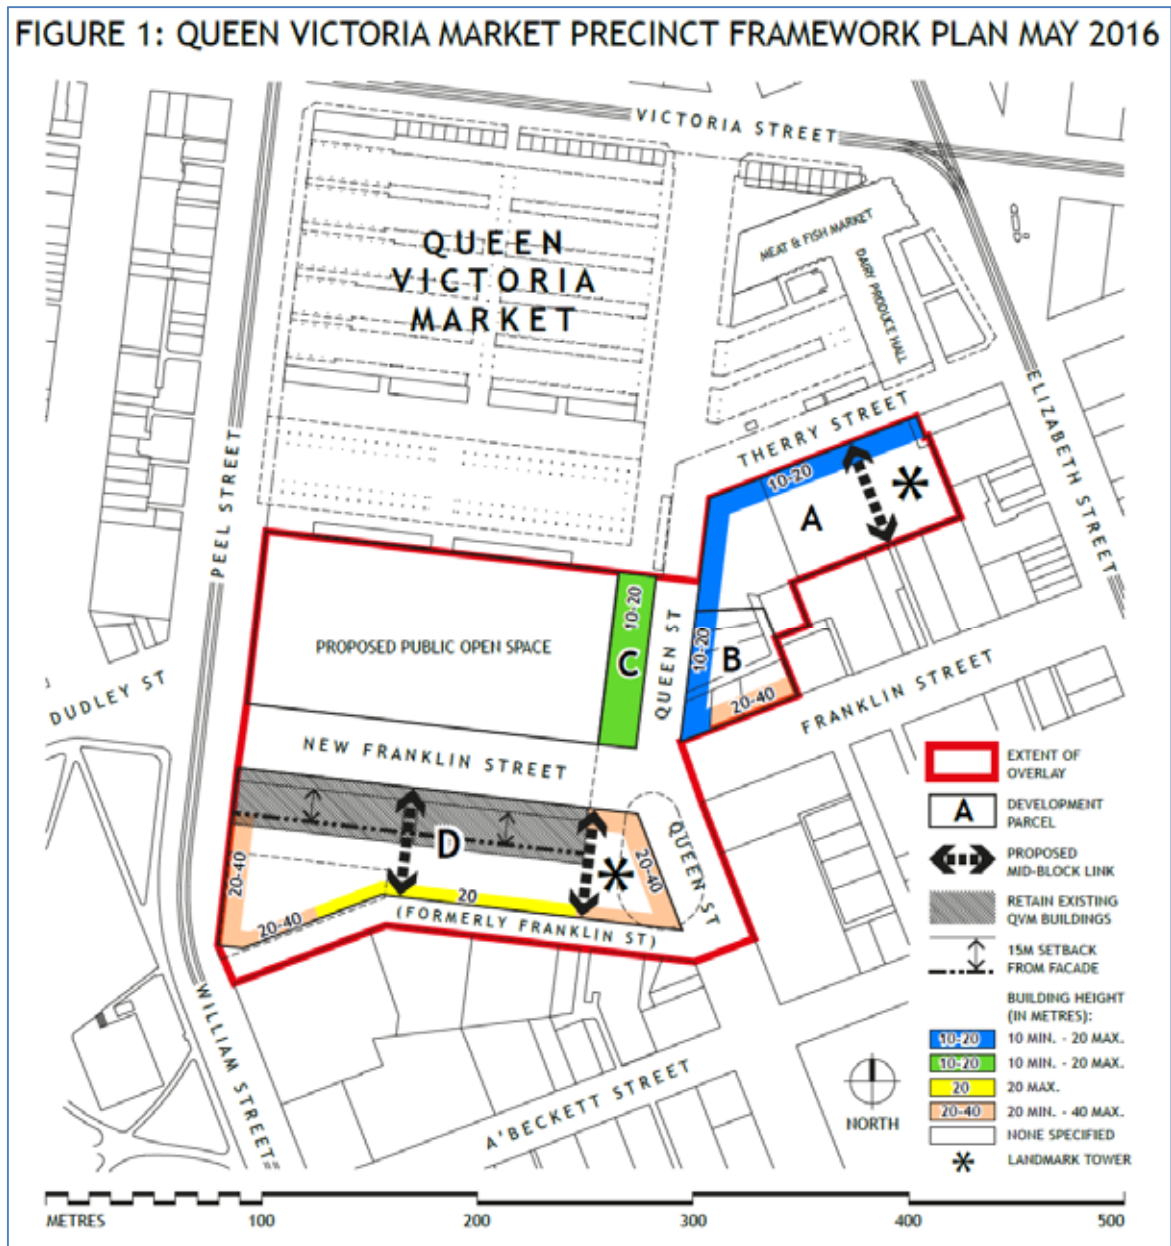 FIGURE 1: QUEEN VICTORIA MARKET PRECINCT FRAMEWORK PLAN MAY 2016
VICTORIA STREET
QUEEN
VICTORIA
MARKET
MEAT & FISH MARKET
DAIRY PRODUCE HALL
ELIZABETH STREET
THERRY STREET
PEEL STREET
10-20
A
10-20
PROPOSED PUBLIC OPEN SPACE
C
QUEEN ST
10-20
B
20-40
DUDLEY ST
FRANKLIN STREET
NEW FRANKLIN STREET
D
QUEEN ST
20-40
20-40
20
20-40
(FORMERLY FRANKLIN ST)
WILLIAM STREET
A'BECKETT STREET
EXTENT OF
OVERLAY
A
DEVELOPMENT
PARCEL
PROPOSED
MID-BLOCK LINK
RETAIN EXISTING
QVM BUILDINGS
15M SETBACK
FROM FACADE
BUILDING HEIGHT
(IN METRES):
10-20 10 MIN. - 20 MAX.
10-20 10 MIN. - 20 MAX.
20 20 MAX.
20-40 20 MIN. - 40 MAX.
NONE SPECIFIED
LANDMARK TOWER
NORTH
METRES 100 200 300 400 500